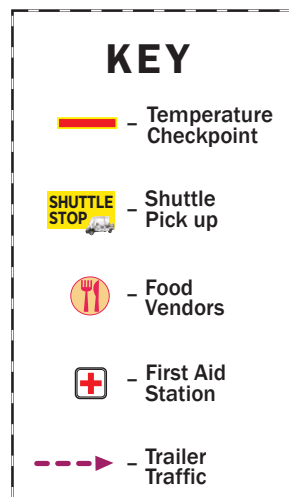 KEY
– Temperature
Checkpoint
SHUTTLE
STOP
– Shuttle
Pick up
– Food
Vendors
– First Aid
Station
– Trailer
Traffic